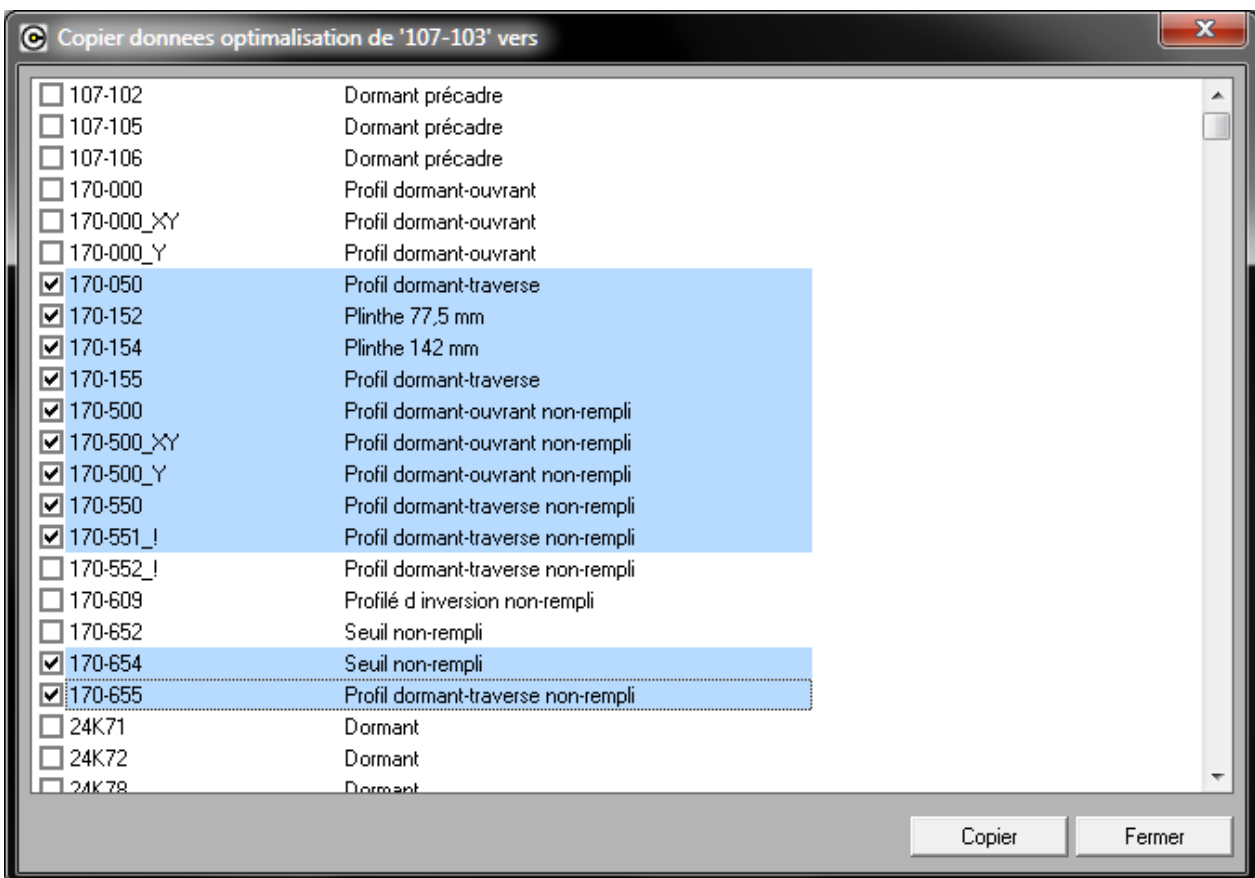 Copier donnees optimalisation de '107-103' vers
107-102 Dormant précadre
107-105 Dormant précadre
107-106 Dormant précadre
170-000 Profil dormant-ouvrant
170-000_XY Profil dormant-ouvrant
170-000_Y Profil dormant-ouvrant
170-050 Profil dormant-traverse
170-152 Plinthe 77,5 mm
170-154 Plinthe 142 mm
170-155 Profil dormant-traverse
170-500 Profil dormant-ouvrant non-rempli
170-500_XY Profil dormant-ouvrant non-rempli
170-500_Y Profil dormant-ouvrant non-rempli
170-550 Profil dormant-traverse non-rempli
170-551_! Profil dormant-traverse non-rempli
170-552_! Profil dormant-traverse non-rempli
170-609 Profilé d inversion non-rempli
170-652 Seuil non-rempli
170-654 Seuil non-rempli
170-655 Profil dormant-traverse non-rempli
24K71 Dormant
24K72 Dormant
24K78 Dormant
Copier Fermer